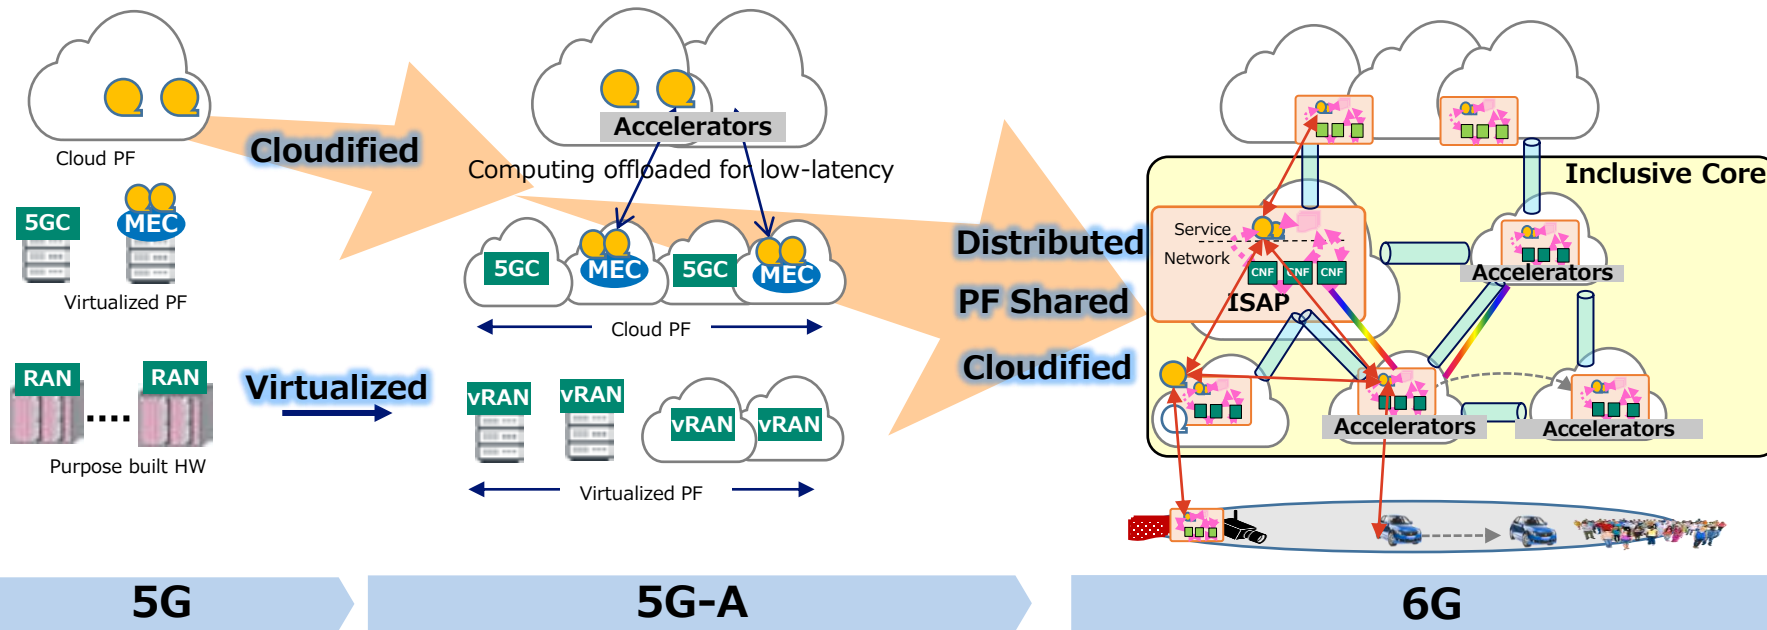 Cloud PF
5GC
MEC
Virtualized PF
RAN
RAN
Purpose built HW
Cloudified
Virtualized
Accelerators
Computing offloaded for low-latency
5GC
MEC
5GC
MEC
Cloud PF
vRAN
vRAN
vRAN
vRAN
Virtualized PF
Distributed
PF Shared
Cloudified
Inclusive Core
Service
Network
CNF
CNF
CNF
ISAP
Accelerators
Accelerators
Accelerators
5G
5G-A
6G